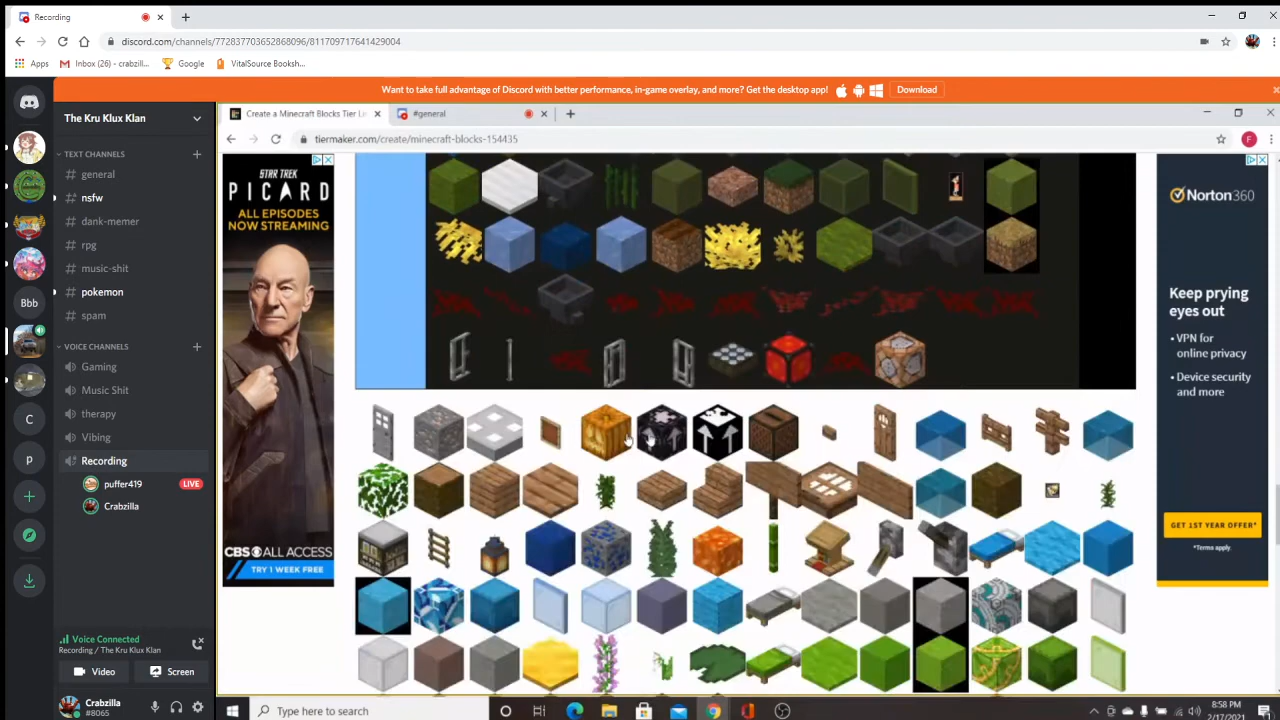 Recording
discord.com/channels/772837703652868096/811709717641429004
Apps
Inbox (26) - crabzill...
Google
VitalSource Booksh...
Want to take full advantage of Discord with better performance, in-game overlay, and more? Get the desktop app!
Download
The Kru Klux Klan
Create a Minecraft Blocks Tier Li
#general
TEXT CHANNELS
tiermaker.com/create/minecraft-blocks-154435
F
general
nsfw
dank-memer
rpg
music-shit
pokemon
spam
Bbb
VOICE CHANNELS
Gaming
Music Shit
therapy
Vibing
Recording
puffer419
LIVE
Crabzilla
C
p
STAR TREK
PICARD
ALL EPISODES
NOW STREAMING
CBS ALL ACCESS
TRY 1 WEEK FREE
Norton360
Keep prying
eyes out
VPN for
online privacy
Device security
and more
GET 1ST YEAR OFFER*
*Terms apply.
Voice Connected
Recording / The Kru Klux Klan
Video
Screen
Crabzilla
#8065
Type here to search
8:58 PM
2/17/2021